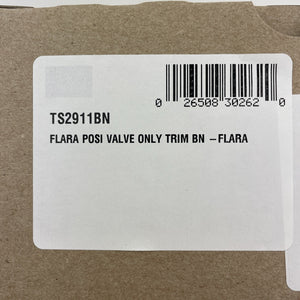 0 26508 30262 0
TS2911BN
FLARA POSI VALVE ONLY TRIM BN – FLARA